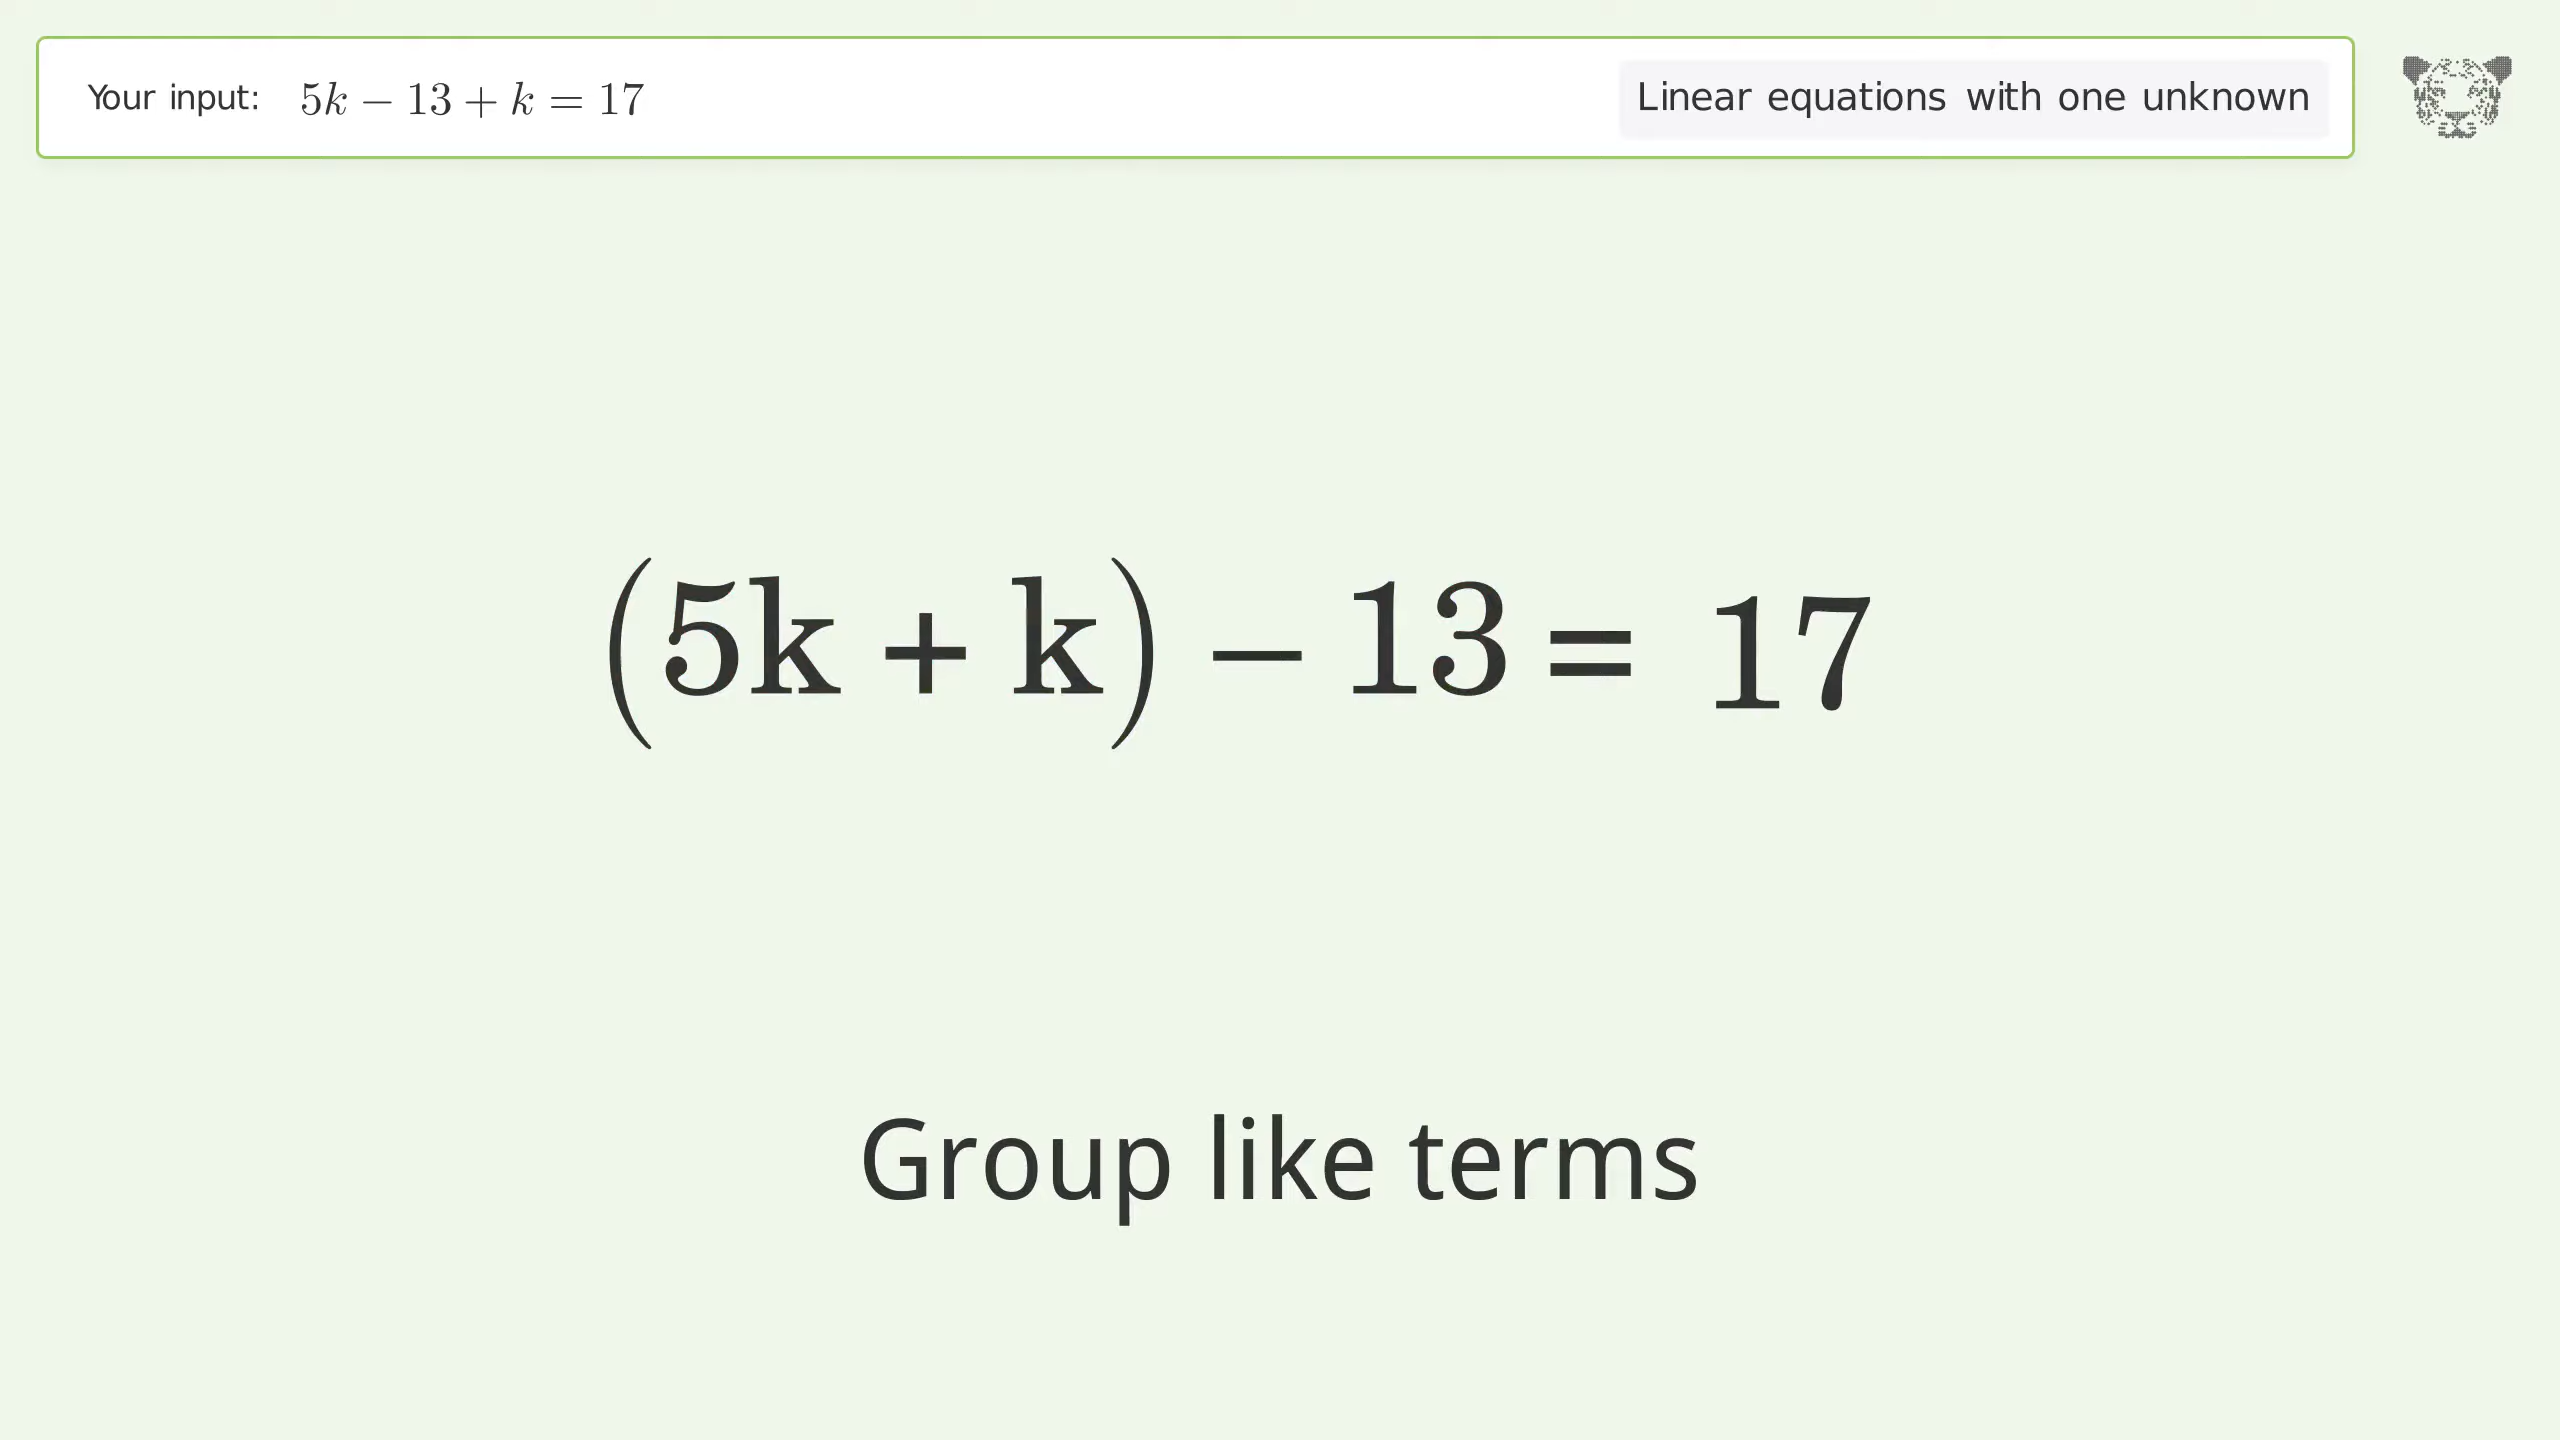 Your input: 5k − 13 + k = 17
Linear equations with one unknown
(5k + k) − 13 = 17
Group like terms